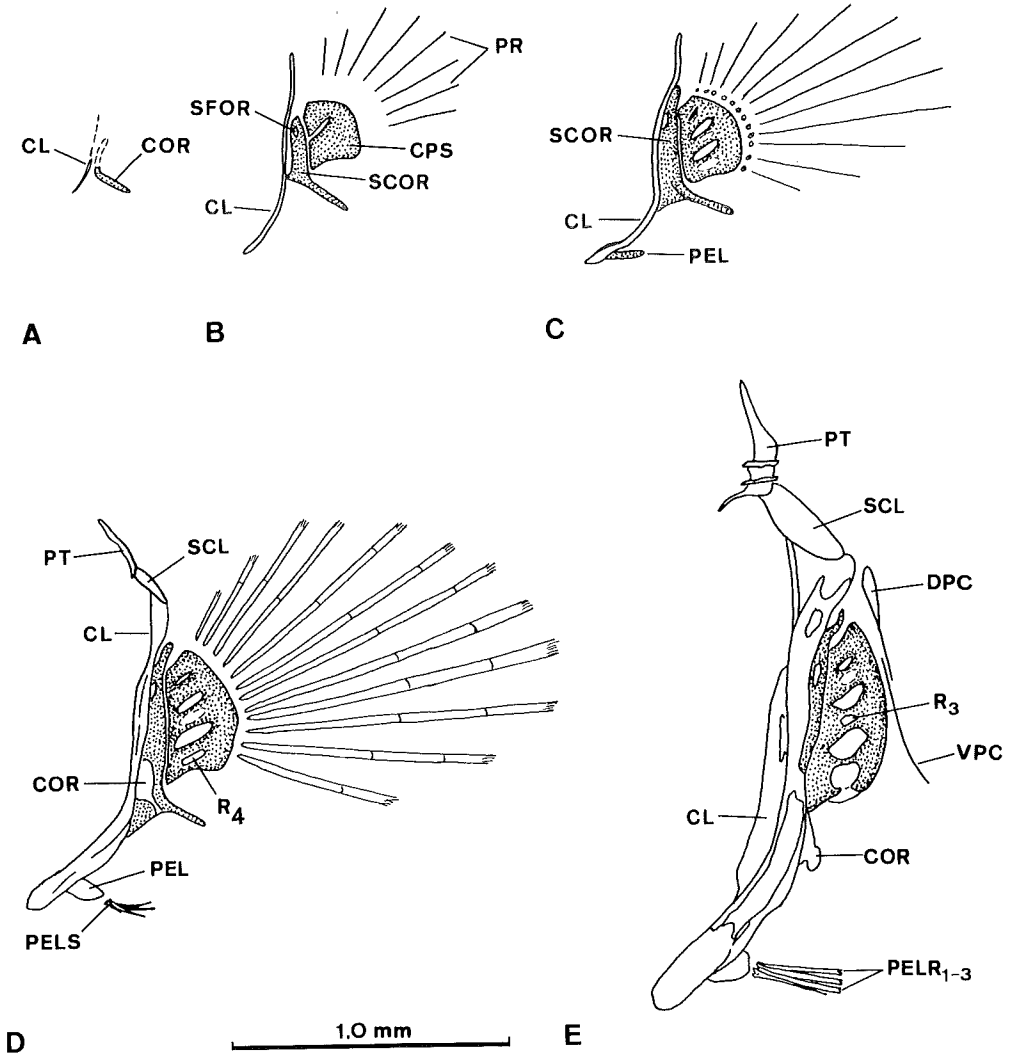 PR
SFOR
CL
COR
CPS
SCOR
CL
SCOR
CL
PEL
A
B
C
PT
SCL
PT
SCL
CL
DPC
R3
VPC
COR
R4
CL
COR
PEL
PELS
PELR1-3
D
1.0 mm
E